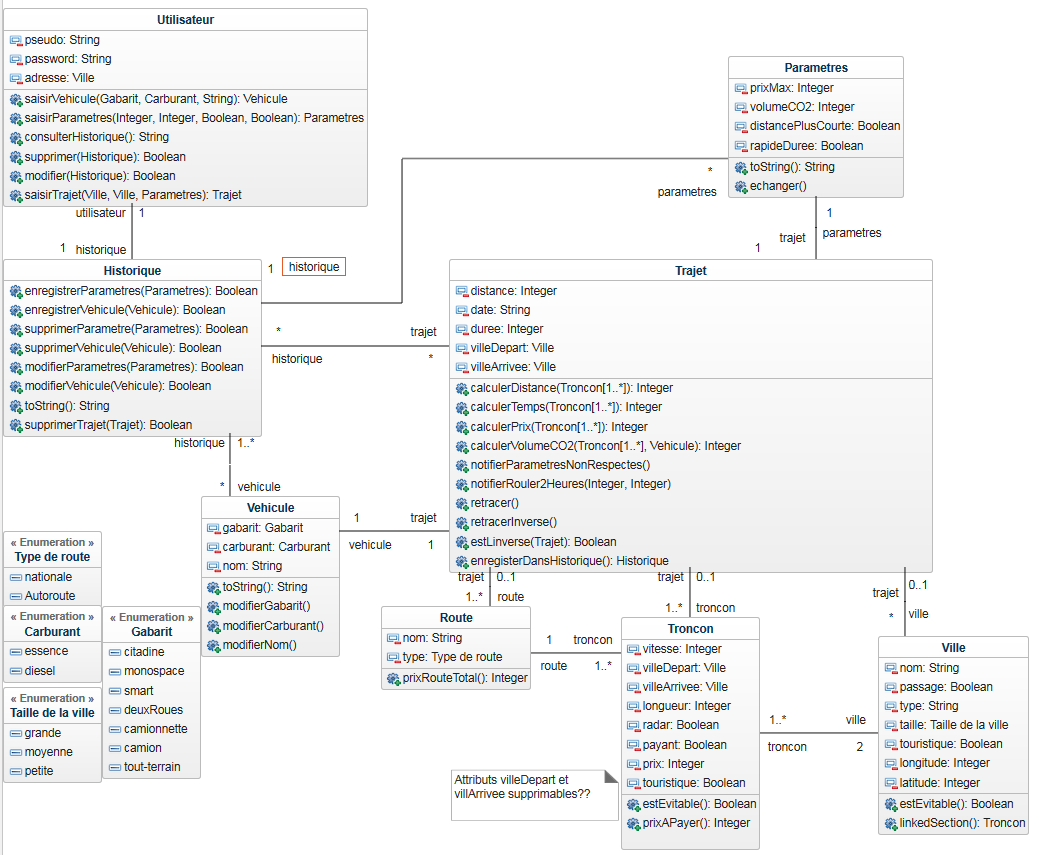 Utilisateur
pseudo: String
password: String
adresse: Ville
saisirVehicule(Gabarit, Carburant, String): Vehicule
saisirParametres(Integer, Integer, Boolean, Boolean): Parametres
consulterHistorique(): String
supprimer(Historique): Boolean
modifier(Historique): Boolean
saisirTrajet(Ville, Ville, Parametres): Trajet
utilisateur
1
1
historique
Parametres
prixMax: Integer
volumeCO2: Integer
distancePlusCourte: Boolean
rapideDuree: Boolean
toString(): String
echanger()
*
parametres
1
parametres
trajet
1
Historique
enregistrerParametres(Parametres): Boolean
enregistrerVehicule(Vehicule): Boolean
supprimerParametre(Parametres): Boolean
supprimerVehicule(Vehicule): Boolean
modifierParametres(Parametres): Boolean
modifierVehicule(Vehicule): Boolean
toString(): String
supprimerTrajet(Trajet): Boolean
1
historique
*
trajet
historique
*
historique
1..*
*
vehicule
Trajet
distance: Integer
date: String
duree: Integer
villeDepart: Ville
villeArrivee: Ville
calculerDistance(Troncon[1..*]): Integer
calculerTemps(Troncon[1..*]): Integer
calculerPrix(Troncon[1..*]): Integer
calculerVolumeCO2(Troncon[1..*], Vehicule): Integer
notifierParametresNonRespectes()
notifierRouler2Heures(Integer, Integer)
retracer()
retracerInverse()
estLinverse(Trajet): Boolean
enregisterDansHistorique(): Historique
Vehicule
gabarit: Gabarit
carburant: Carburant
nom: String
toString(): String
modifierGabarit()
modifierCarburant()
modifierNom()
1
trajet
vehicule
1
trajet
0..1
1..*
route
trajet
0..1
1..*
troncon
trajet
0..1
*
ville
« Enumeration »
Type de route
nationale
Autoroute
« Enumeration »
Carburant
essence
diesel
« Enumeration »
Taille de la ville
grande
moyenne
petite
« Enumeration »
Gabarit
citadine
monospace
smart
deuxRoues
camionnette
camion
tout-terrain
Route
nom: String
type: Type de route
prixRouteTotal(): Integer
1
troncon
route
1..*
Troncon
vitesse: Integer
villeDepart: Ville
villeArrivee: Ville
longueur: Integer
radar: Boolean
payant: Boolean
prix: Integer
touristique: Boolean
estEvitable(): Boolean
prixAPayer(): Integer
1..*
ville
troncon
2
Ville
nom: String
passage: Boolean
type: String
taille: Taille de la ville
touristique: Boolean
longitude: Integer
latitude: Integer
estEvitable(): Boolean
linkedSection(): Troncon
Attributs villeDepart et
villArrivee supprimables??